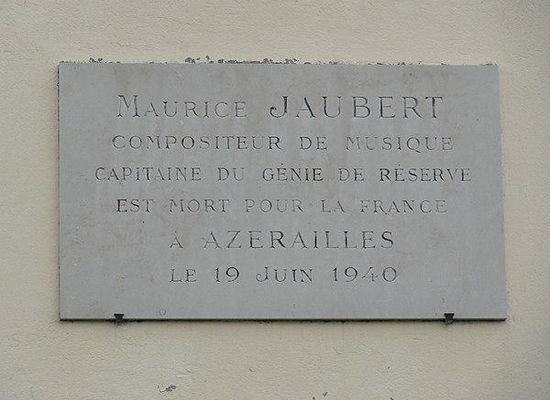 Maurice JAUBERT
COMPOSITEUR DE MUSIQUE
CAPITAINE DU GÉNIE DE RÉSERVE
EST MORT POUR LA FRANCE
A AZERAILLES
LE 19 JUIN 1940